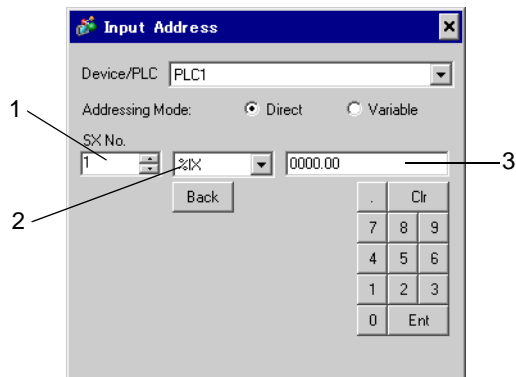 Input Address
Device/PLC PLC1
Addressing Mode: Direct Variable
1
SX No.
1 %IX 0000.00 3
2
Back . Clr
7 8 9
4 5 6
1 2 3
0 Ent